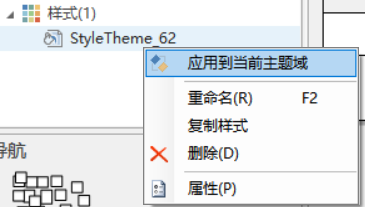 样式(1)
StyleTheme_62
应用到当前主题域
重命名(R) F2
复制样式
删除(D)
属性(P)
导航